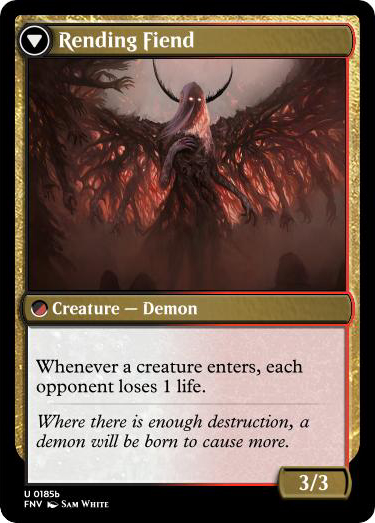 Rending Fiend
Creature — Demon
Whenever a creature enters, each
opponent loses 1 life.
Where there is enough destruction, a
demon will be born to cause more.
3/3
U 0185b
FNV Sam White